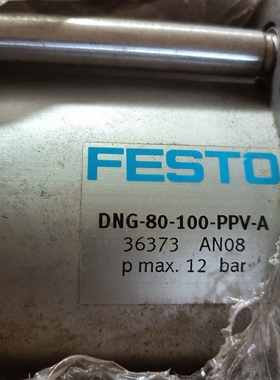 FESTO
DNG-80-100-PPV-A
36373 AN08
p max. 12 bar